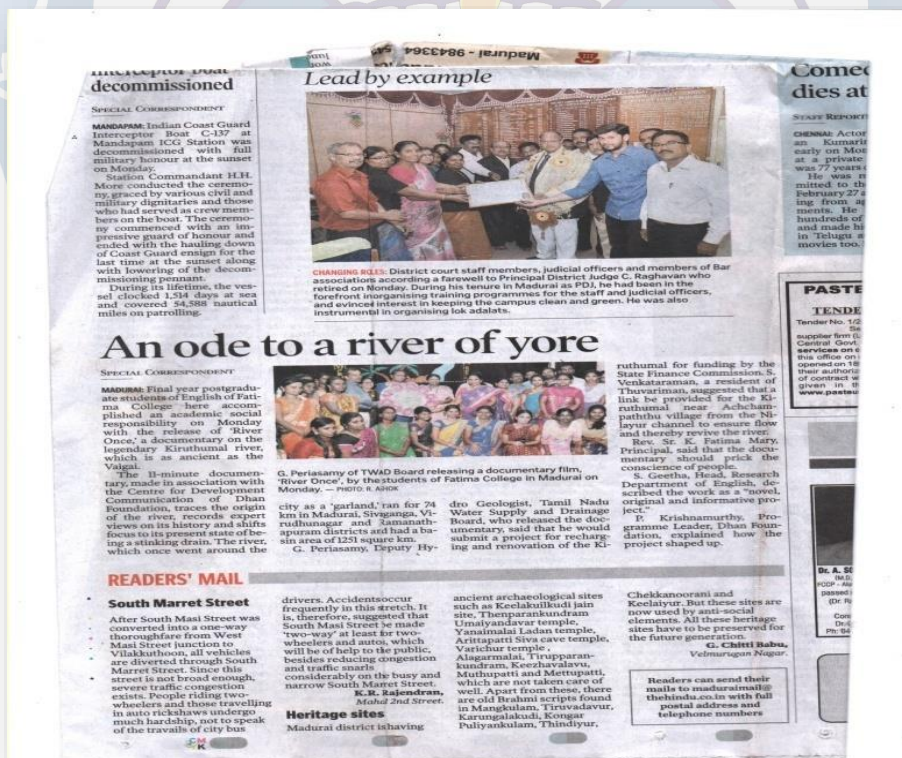 Madurai - 9843364
Interceptor boat
decommissioned
SPECIAL CORRESPONDENT
MANDAPAM: Indian Coast Guard
Interceptor Boat C-137 at
Mandapam ICG Station was
decommissioned with full
military honour at the sunset
on Monday.
Station Commandant H.H.
More conducted the ceremo-
ny, graced by various civil and
military dignitaries and those
who had served as crew mem-
bers on the boat. The ceremo-
ny commenced with an im-
pressive guard of honour and
ended with the hauling down
of Coast Guard ensign for the
last time at the sunset along
with lowering of the decom-
missioning pennant.
During its lifetime, the ves-
sel clocked 1,514 days at sea
and covered 54,588 nautical
miles on patrolling.
Lead by example
CHANGING ROLES: District court staff members, judicial officers and members of Bar
associations according a farewell to Principal District Judge C. Raghavan who
retired on Monday. During his tenure in Madurai as PDJ, he had been in the
forefront inorganising training programmes for the staff and judicial officers,
and evinced interest in keeping the campus clean and green. He was also
instrumental in organising lok adalats.
Comed
dies at
STAFF REPORT
CHENNAI: Actor
an Kumari
early on Mon
at a private
was 77 years
He was
mitted to th
February 27
ing from ag
ments. He
hundreds of
and made hi
in Telugu a
movies too.
PASTE
TENDE
Tender No. 1/2
supplier firm (L
Central Govt.
services on
this office on
opened on 18
their authoriz
of contract w
given in
www.pasteu
An ode to a river of yore
SPECIAL CORRESPONDENT
MADURAI: Final year postgradu-
ate students of English of Fati-
ma College here accom-
plished an academic social
responsibility on Monday
with the release of 'River
Once,' a documentary on the
legendary Kiruthumal river,
which is as ancient as the
Vaigai.
The 11-minute documen-
tary, made in association with
the Centre for Development
Communication of Dhan
Foundation, traces the origin
of the river, records expert
views on its history and shifts
focus to its present state of be-
ing a stinking drain. The river,
which once went around the
G. Periasamy of TWAD Board releasing a documentary film,
'River Once', by the students of Fatima College in Madurai on
Monday. — PHOTO: R. ASHOK
city as a 'garland,' ran for 74
km in Madurai, Sivaganga, Vi-
rudhunagar and Ramanath-
apuram districts and had a ba-
sin area of 1251 square km.
G. Periasamy, Deputy Hy-
dro Geologist, Tamil Nadu
Water Supply and Drainage
Board, who released the doc-
umentary, said that he would
submit a project for recharg-
ing and renovation of the Ki-
ruthumal for funding by the
State Finance Commission. S.
Venkataraman, a resident of
Thuvariman, suggested that a
link be provided for the Ki-
ruthumal near Achcham-
paththu village from the Ni-
layur channel to ensure flow
and thereby revive the river.
Rev. Sr. K. Fatima Mary,
Principal, said that the docu-
mentary should prick the
conscience of people.
S. Geetha, Head, Research
Department of English, de-
scribed the work as a "novel,
original and informative pro-
ject."
P. Krishnamurthy, Pro-
gramme Leader, Dhan Foun-
dation, explained how the
project shaped up.
READERS' MAIL
South Marret Street
After South Masi Street was
converted into a one-way
thoroughfare from West
Masi Street junction to
Vilakkuthoon, all vehicles
are diverted through South
Marret Street. Since this
street is not broad enough,
severe traffic congestion
exists. People riding two-
wheelers and those travelling
in auto rickshaws undergo
much hardship, not to speak
of the travails of city bus
drivers. Accidentsoccur
frequently in this stretch. It
is, therefore, suggested that
South Masi Street be made
'two-way' at least for two-
wheelers and autos, which
will be of help to the public,
besides reducing congestion
and traffic snarls
considerably on the busy and
narrow South Marret Street.
K.R. Rajendran,
Mahal 2nd Street.
Heritage sites
Madurai district ishaving
ancient archaeological sites
such as Keelakuilkudi jain
site, Thenparankundram
Umaiyandavar temple,
Yanaimalai Ladan temple,
Arittapatti Siva cave temple,
Varichur temple,
Alagarmalai, Tirupparan-
kundram, Keezhavalavu,
Muthupatti and Mettupatti,
which are not taken care of
well. Apart from these, there
are old Brahmi scripts found
in Mangkulam, Tiruvadavur,
Karungalakudi, Kongar
Puliyankulam, Thindiyur,
Chekkanoorani and
Keelaiyur. But these sites are
now used by anti-social
elements. All these heritage
sites have to be preserved for
the future generation.
G. Chitti Babu,
Velmurugan Nagar.
Readers can send their
mails to maduraimail@
thehindu.co.in with full
postal address and
telephone numbers
Dr. A. S
passed